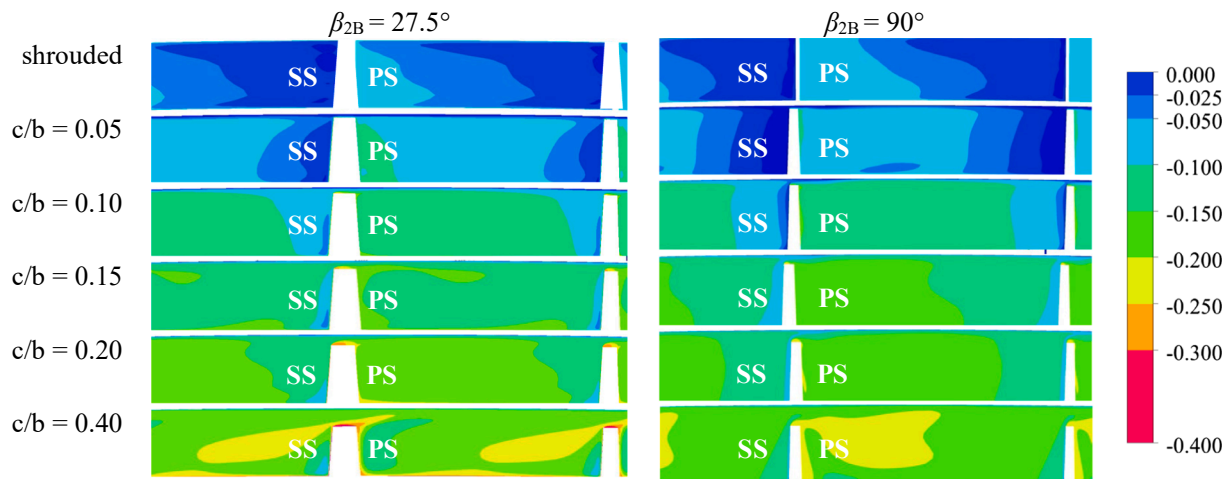 β2B = 27.5° β2B = 90°
shrouded
SS PS SS PS
c/b = 0.05
SS PS SS PS
c/b = 0.10
SS PS SS PS
c/b = 0.15
SS PS SS PS
c/b = 0.20
SS PS SS PS
c/b = 0.40
SS PS SS PS
0.000
-0.025
-0.050
-0.100
-0.150
-0.200
-0.250
-0.300
-0.400